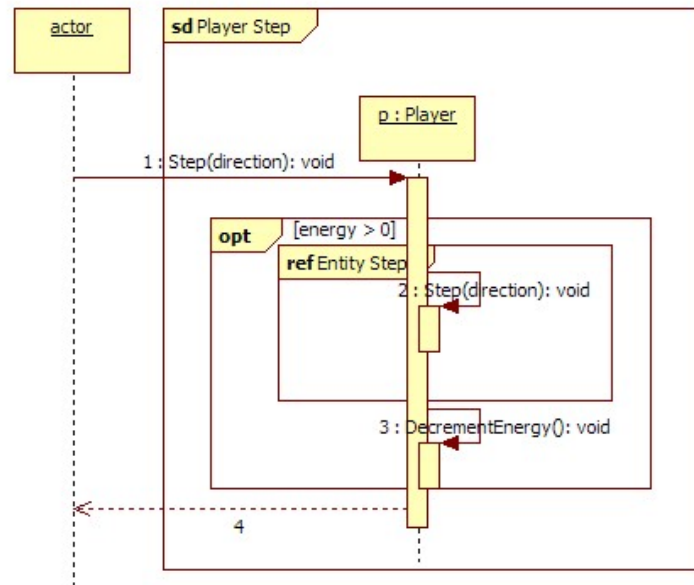 actor
sd Player Step
p : Player
1 : Step(direction): void
opt [energy > 0]
ref Entity Step
2 : Step(direction): void
3 : DecrementEnergy(): void
4